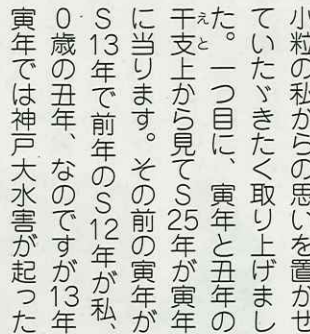 小粒の私からの思いを置かせ
ていたゞきたく取り上げまし
た。一つ目に、寅年と丑年の
干支えと上から見てS25年が寅年
に当ります。その前の寅年が
S13年で前年のS12年が私、
０歳の丑年、なのですが13年
寅年では神戸大水害が起った